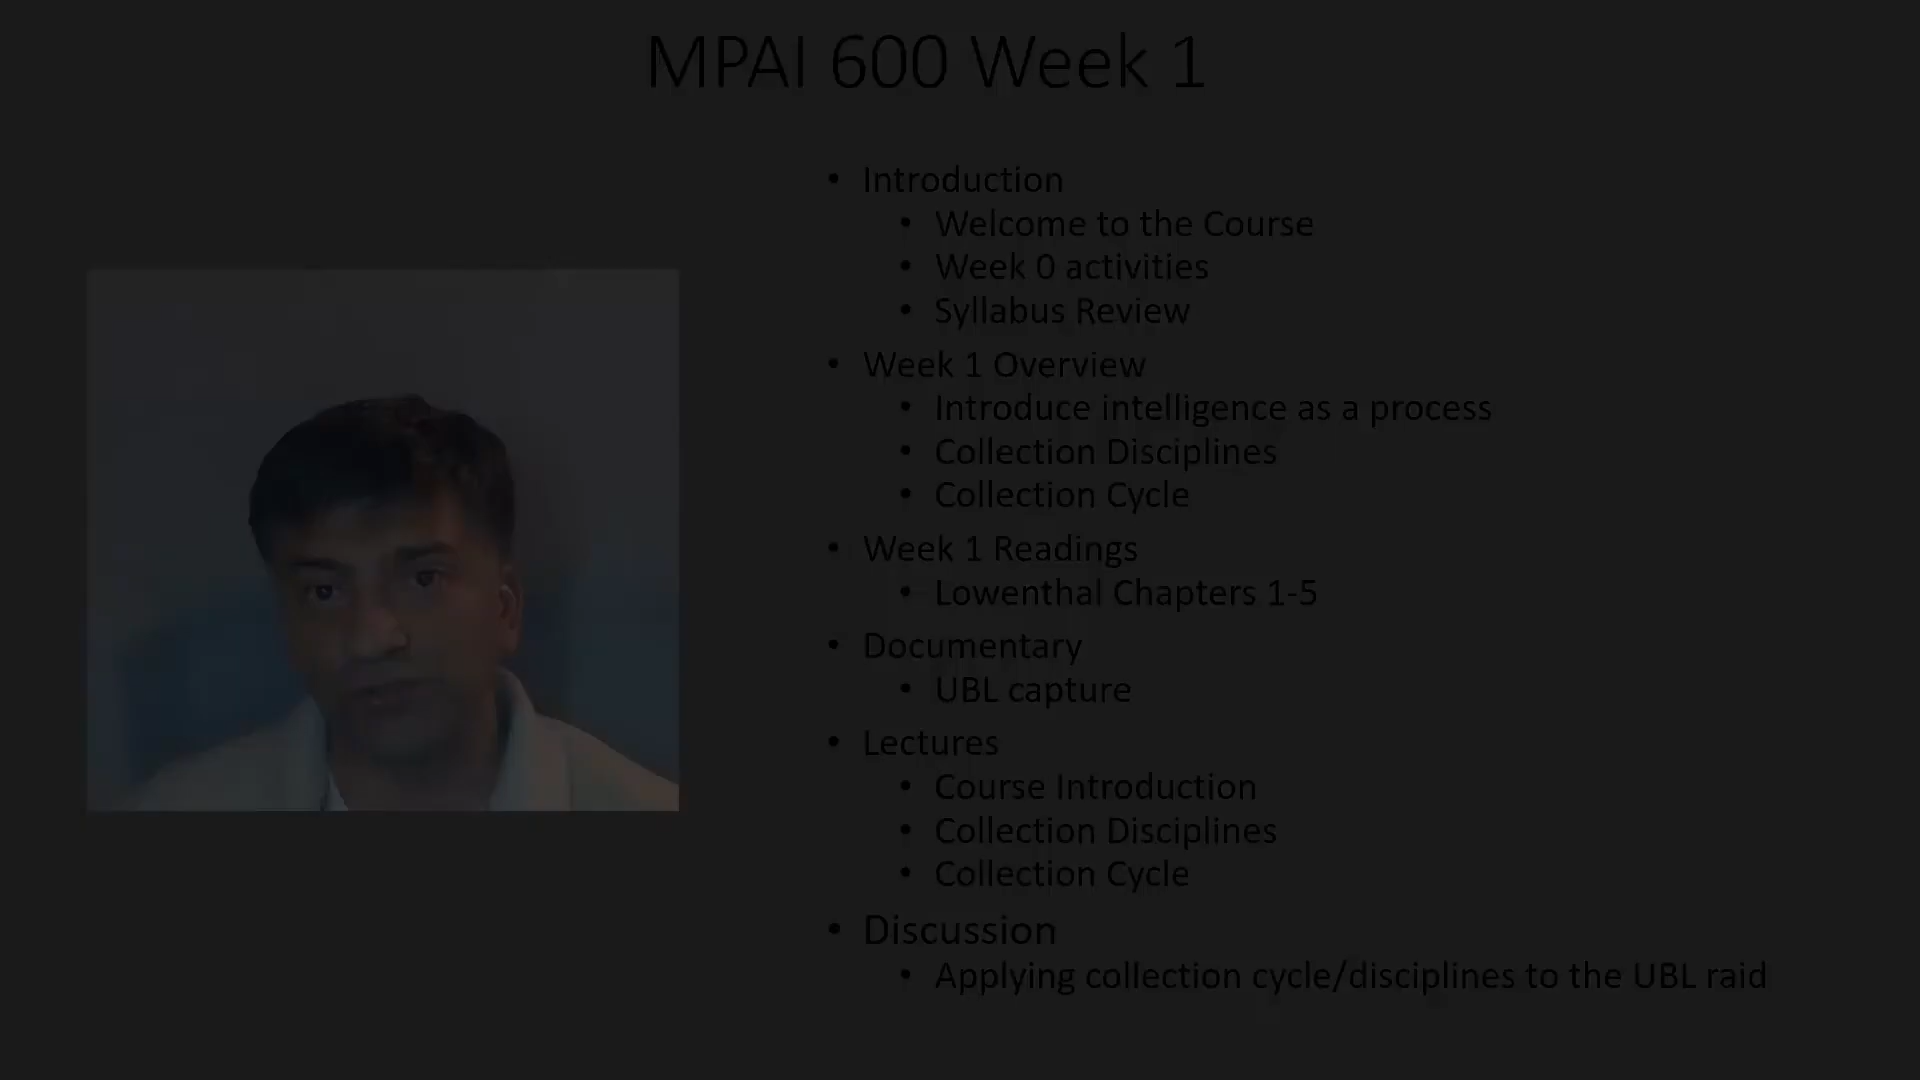 MPAI 600 Week 1
• Introduction
• Welcome to the Course
• Week 0 activities
• Syllabus Review
• Week 1 Overview
• Introduce intelligence as a process
• Collection Disciplines
• Collection Cycle
• Week 1 Readings
• Lowenthal Chapters 1-5
• Documentary
• UBL capture
• Lectures
• Course Introduction
• Collection Disciplines
• Collection Cycle
• Discussion
• Applying collection cycle/disciplines to the UBL raid